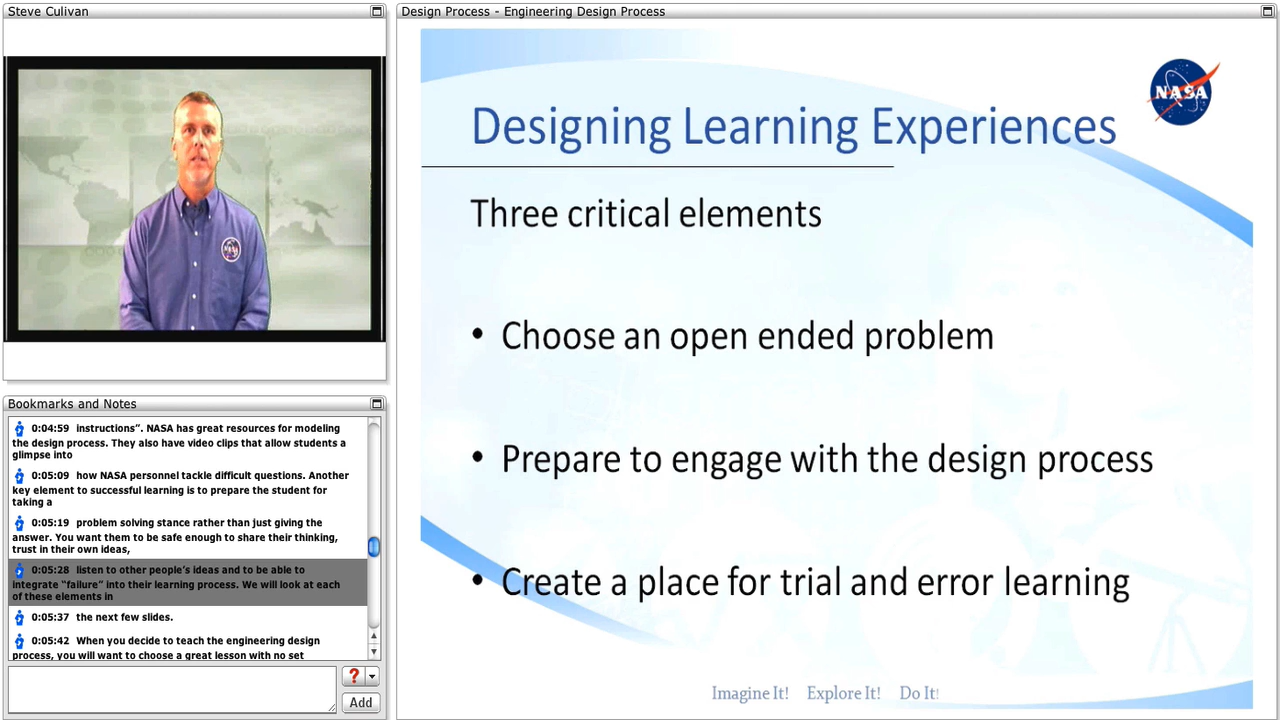 Steve Culivan
Bookmarks and Notes
0:04:59 instructions”. NASA has great resources for modeling
the design process. They also have video clips that allow students a
glimpse into
0:05:09 how NASA personnel tackle difficult questions. Another
key element to successful learning is to prepare the student for
taking a
0:05:19 problem solving stance rather than just giving the
answer. You want them to be safe enough to share their thinking,
trust in their own ideas,
0:05:28 listen to other people’s ideas and to be able to
integrate “failure” into their learning process. We will look at each
of these elements in
0:05:37 the next few slides.
0:05:42 When you decide to teach the engineering design
process, you will want to choose a great lesson with no set
?
Add
Design Process - Engineering Design Process
NASA
Designing Learning Experiences
Three critical elements
• Choose an open ended problem
• Prepare to engage with the design process
• Create a place for trial and error learning
Imagine It! Explore It! Do It!